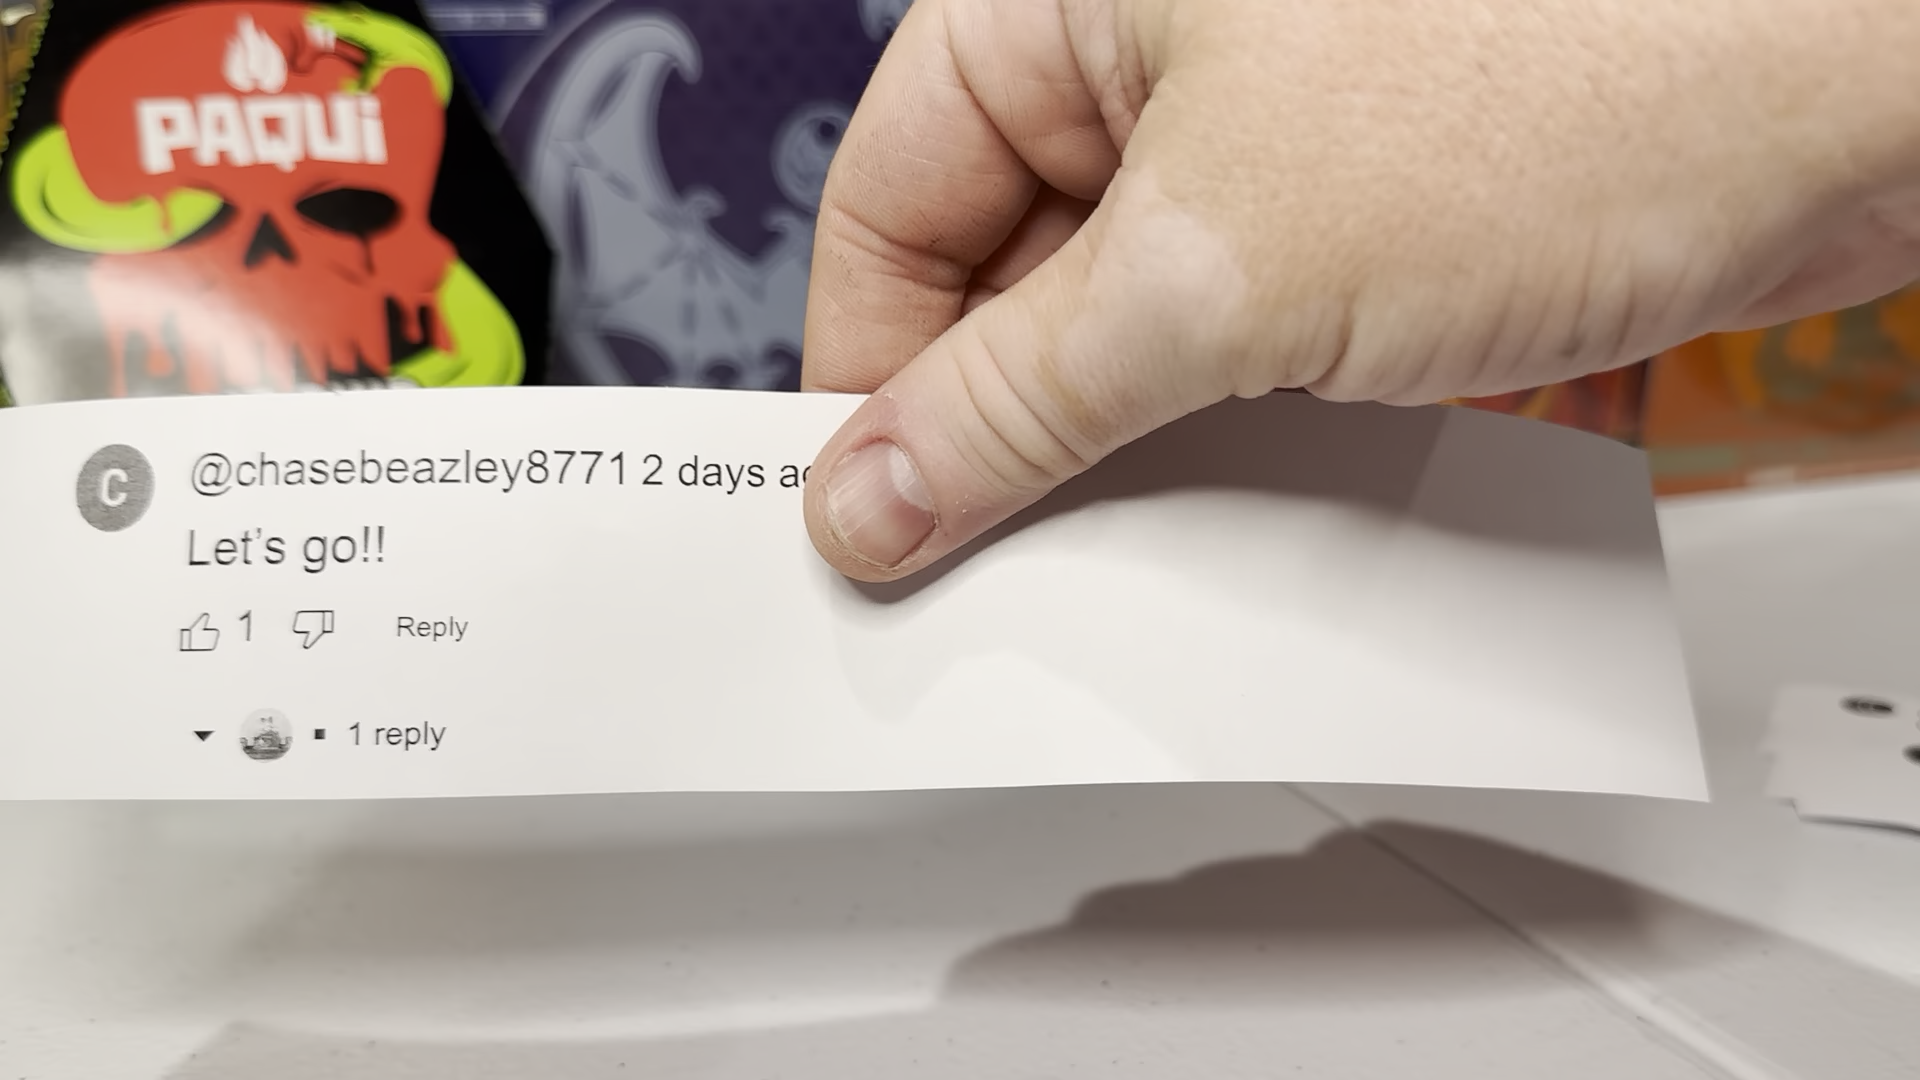 PAQUI
C
@chasebeazley8771 2 days
Let's go!!
1 Reply
1 reply